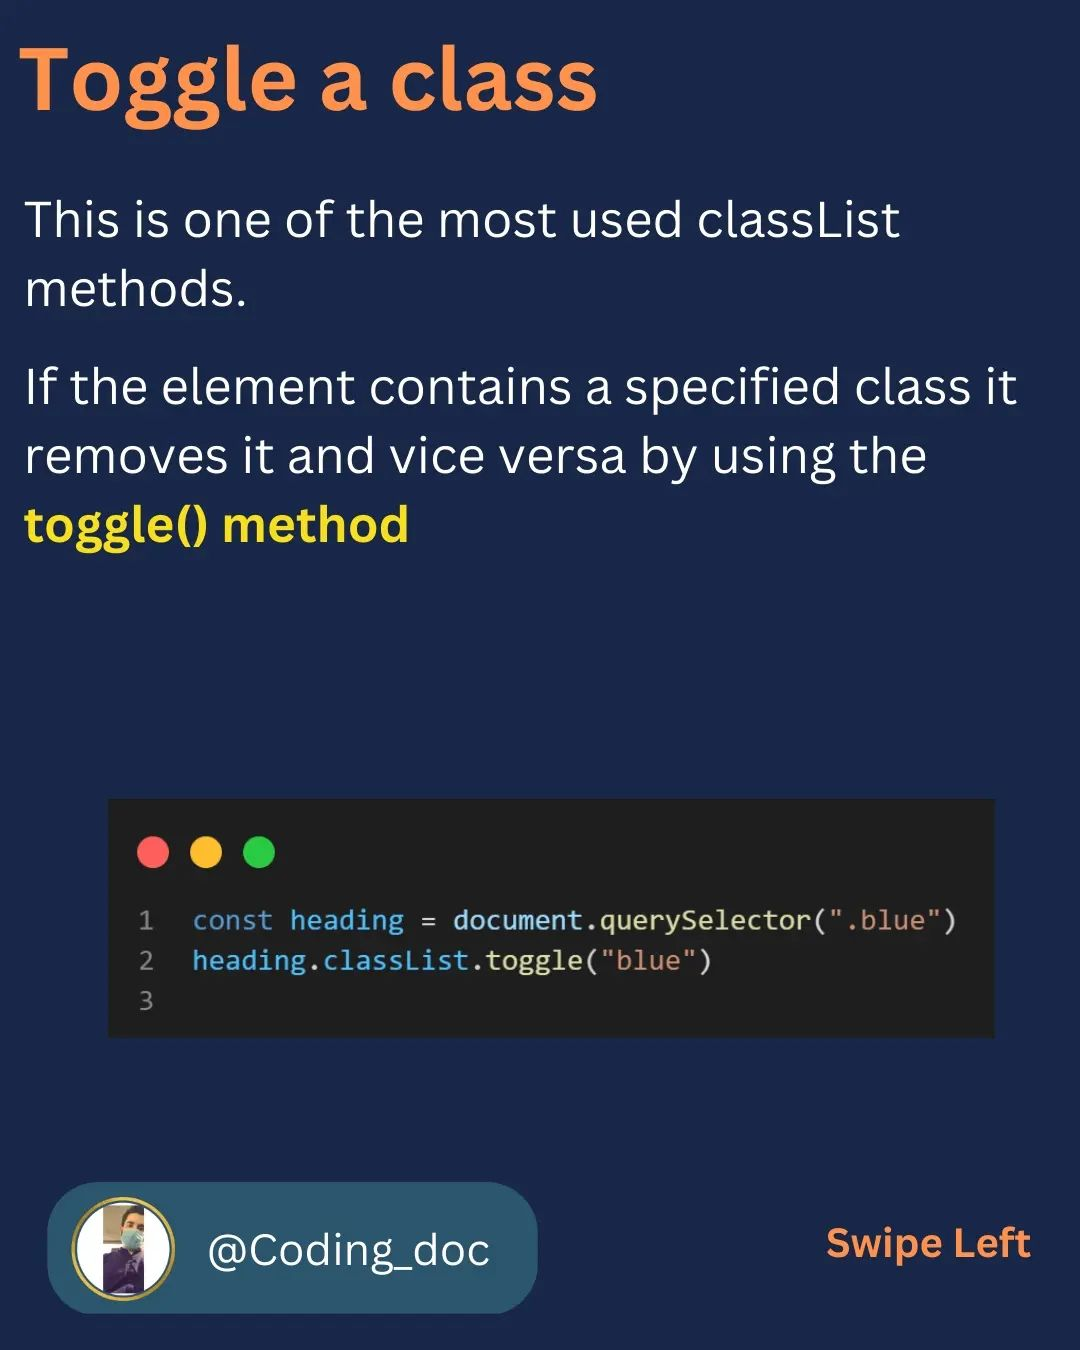 Toggle a class
This is one of the most used classList
methods.
If the element contains a specified class it
removes it and vice versa by using the
toggle() method
1 const heading = document.querySelector(".blue")
2 heading.classList.toggle("blue")
3
@Coding_doc
Swipe Left